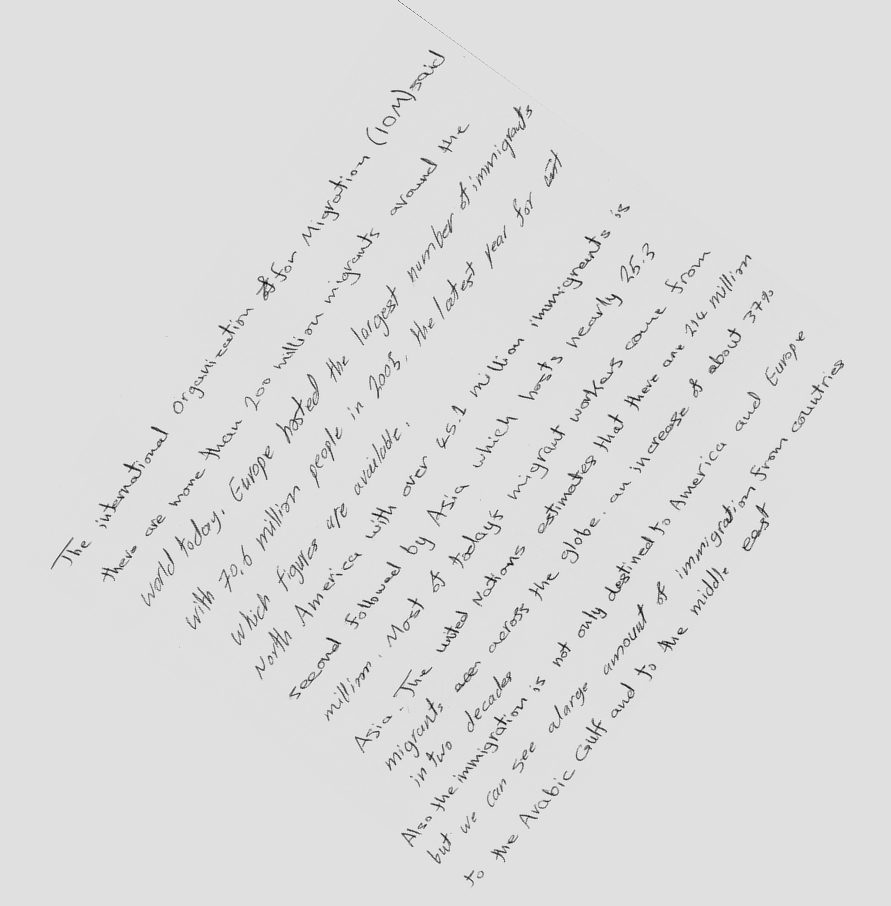 The international Organization for Migration (IOM) said
there are more than 200 million migrants around the
world today. Europe hosted the largest number of immigrants
with 70.6 million people in 2005, the latest year for
which figures are available.
North America with over 45.1 million immigrants is
second followed by Asia which hosts nearly 25.3
million. Most of today's migrant workers come from
Asia. The united Nations estimates that there are 214 million
migrants across the globe. an increase of about 37%
in two decades
Also the immigration is not only destined to America and Europe
but we can see alarge amount of immigration from countries
to the Arabic Gulf and to the middle east